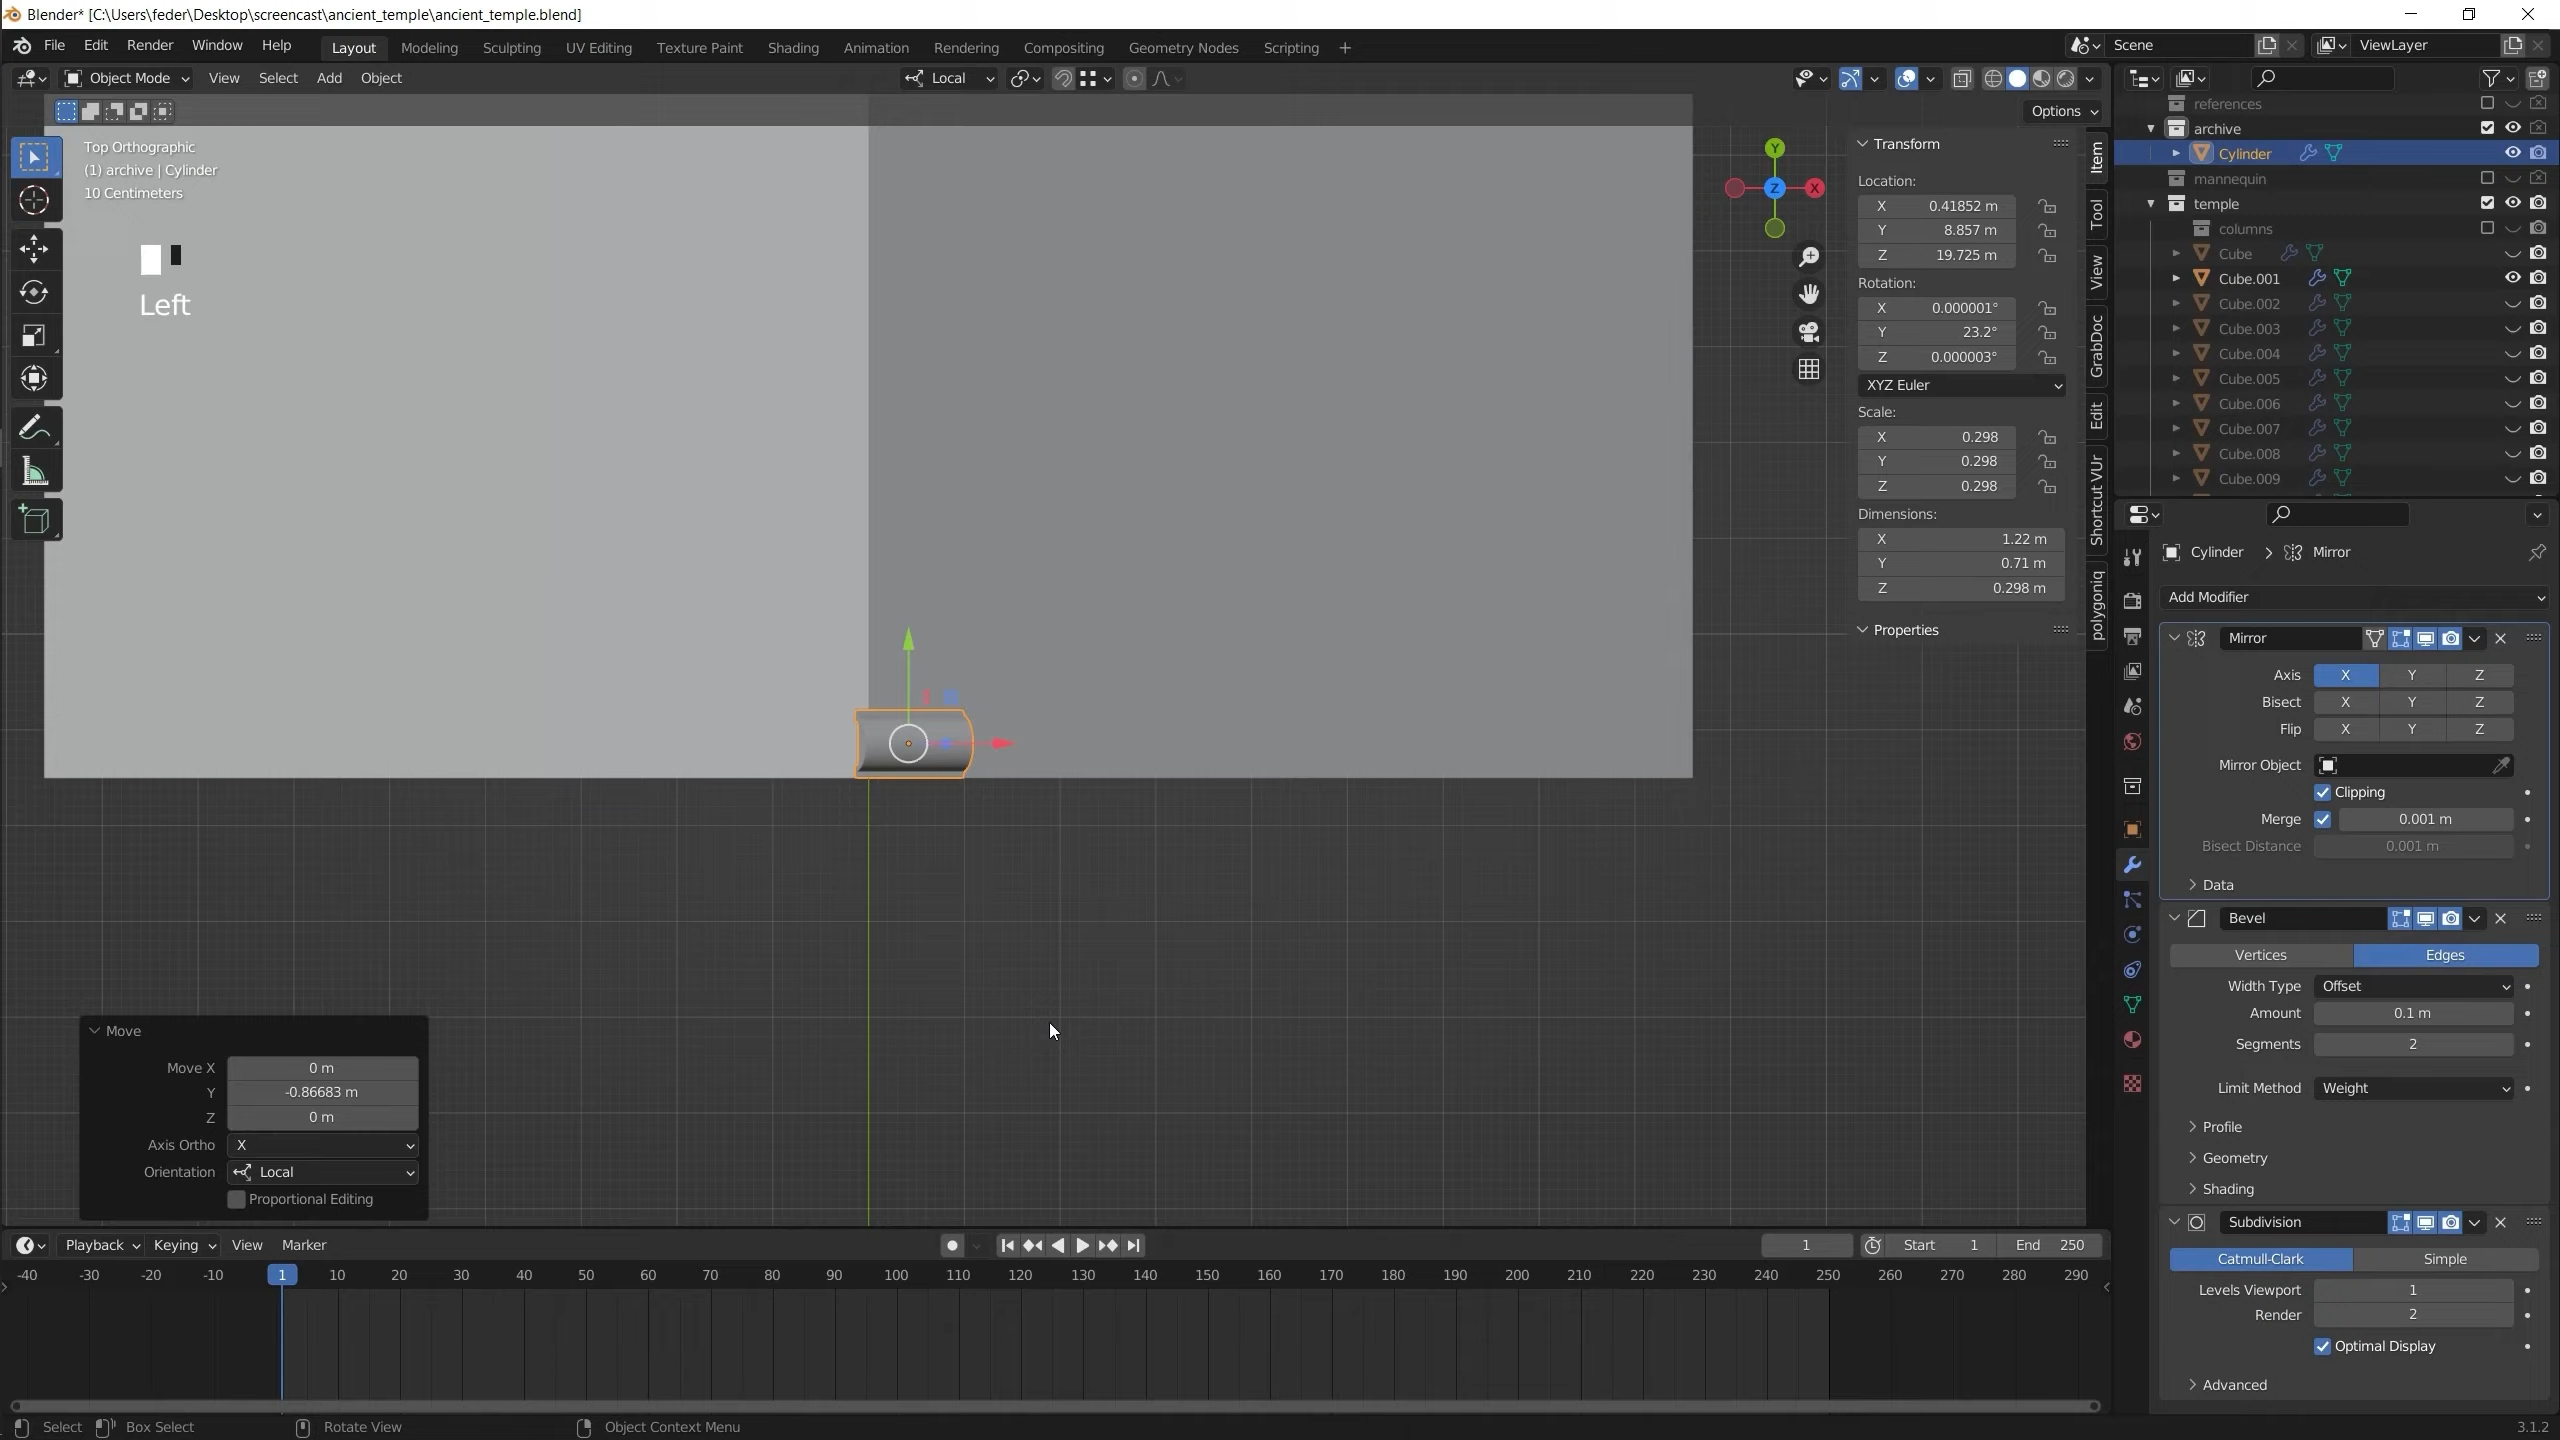 Blender* [C:\Users\feder\Desktop\screencast\ancient_temple\ancient_temple.blend]
File Edit Render Window Help Layout Modeling Sculpting UV Editing Texture Paint Shading Animation Rendering Compositing Geometry Nodes Scripting + Scene ViewLayer
Object Mode View Select Add Object Local
Options
Top Orthographic
(1) archive | Cylinder
10 Centimeters
Left
Y
Z
X
Transform
Location:
X 0.41852 m
Y 8.857 m
Z 19.725 m
Rotation:
X 0.000001°
Y 23.2°
Z 0.000003°
XYZ Euler
Scale:
X 0.298
Y 0.298
Z 0.298
Dimensions:
X 1.22 m
Y 0.71 m
Z 0.298 m
Properties
Item
Tool
View
GrabDoc
Edit
Shortcut VUr
polygoniq
references
archive
Cylinder
mannequin
temple
columns
Cube
Cube.001
Cube.002
Cube.003
Cube.004
Cube.005
Cube.006
Cube.007
Cube.008
Cube.009
Cylinder > Mirror
Add Modifier
Mirror
Axis X Y Z
Bisect X Y Z
Flip X Y Z
Mirror Object
Clipping
Merge 0.001 m
Bisect Distance 0.001 m
Data
Bevel
Vertices Edges
Width Type Offset
Amount 0.1 m
Segments 2
Limit Method Weight
Profile
Geometry
Shading
Subdivision
Catmull-Clark Simple
Levels Viewport 1
Render 2
Optimal Display
Advanced
Move
Move X 0 m
Y -0.86683 m
Z 0 m
Axis Ortho X
Orientation Local
Proportional Editing
Playback Keying View Marker 1 Start 1 End 250
-40 -30 -20 -10 1 10 20 30 40 50 60 70 80 90 100 110 120 130 140 150 160 170 180 190 200 210 220 230 240 250 260 270 280 290
Select Box Select Rotate View Object Context Menu 3.1.2